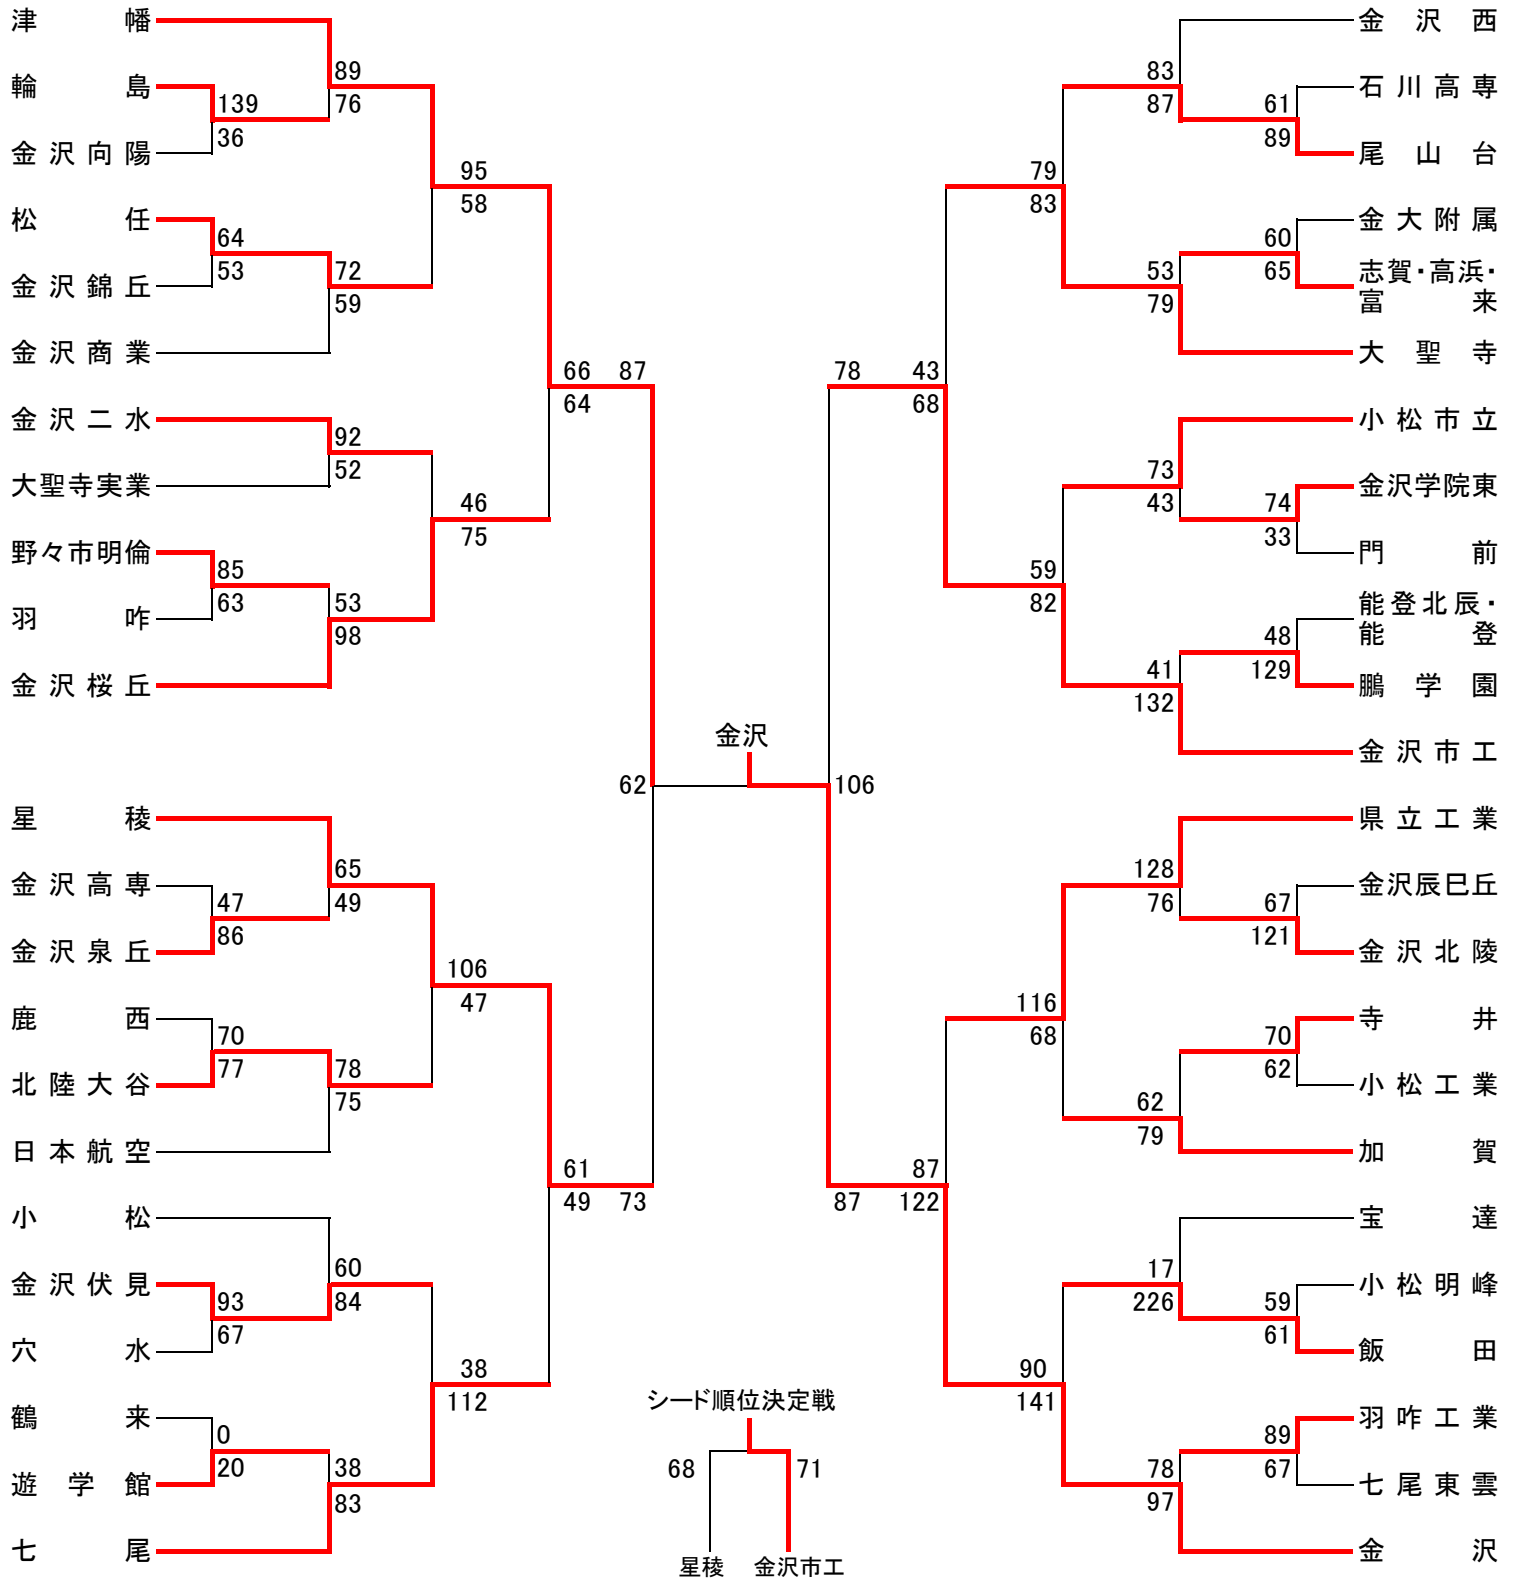 津幡
輪島
金沢向陽
松任
金沢錦丘
金沢商業
金沢二水
大聖寺実業
野々市明倫
羽咋
金沢桜丘
星稜
金沢高専
金沢泉丘
鹿西
北陸大谷
日本航空
小松
金沢伏見
穴水
鶴来
遊学館
七尾
139
36
64
53
85
63
47
86
70
77
93
67
0
20
89
76
72
59
92
52
53
98
65
49
78
75
60
84
38
83
95
58
46
75
106
47
38
112
66
64
61
49
87
73
62
金沢
106
78
87
43
68
87
122
79
83
59
82
116
68
90
141
83
87
53
79
73
43
41
132
128
76
62
79
17
226
78
97
61
89
60
65
74
33
48
129
67
121
70
62
59
61
89
67
金沢西
石川高専
尾山台
金大附属
志賀・高浜・
富来
大聖寺
小松市立
金沢学院東
門前
能登北辰・
能登
鵬学園
金沢市工
県立工業
金沢辰巳丘
金沢北陵
寺井
小松工業
加賀
宝達
小松明峰
飯田
羽咋工業
七尾東雲
金沢
シード順位決定戦
68
71
星稜
金沢市工